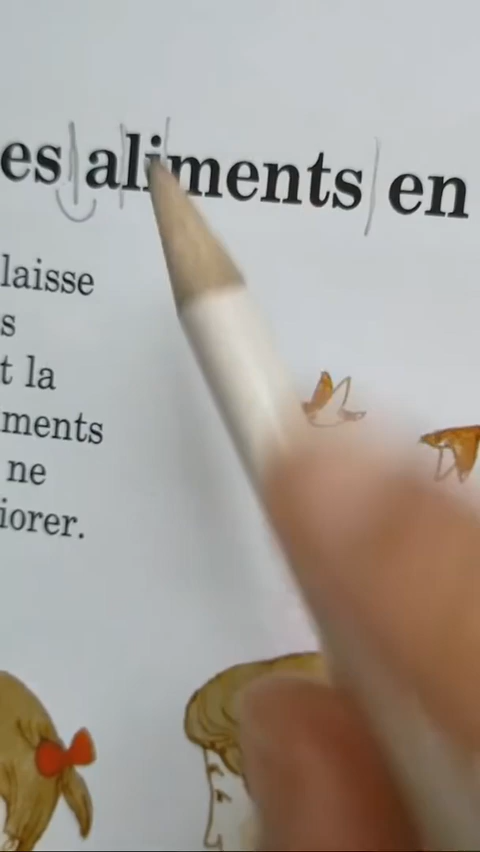 es aliments en
laisse
s
t la
ments
ne
iorer.